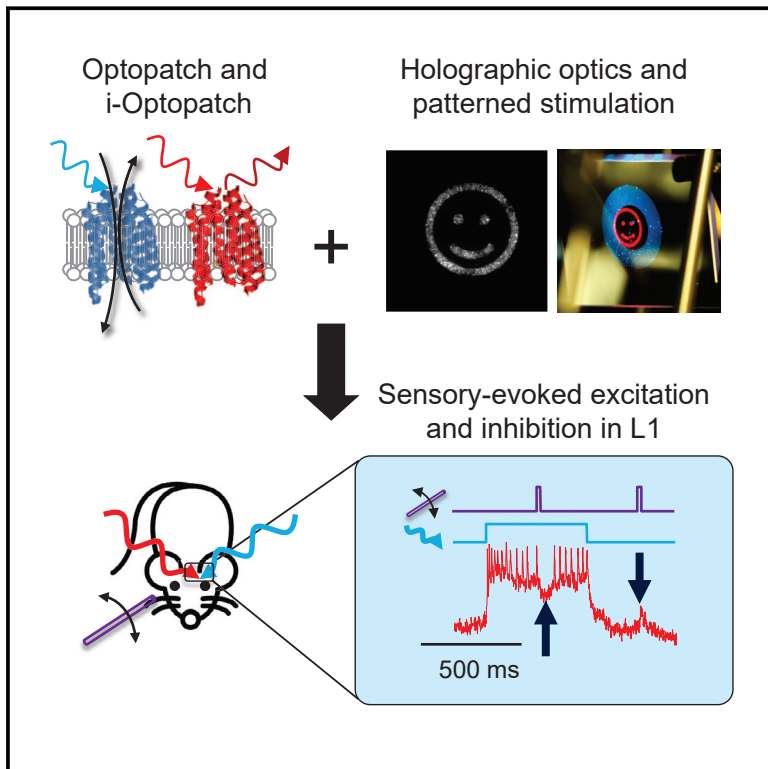 Optopatch and
i-Optopatch
Holographic optics and
patterned stimulation
+
Sensory-evoked excitation
and inhibition in L1
500 ms